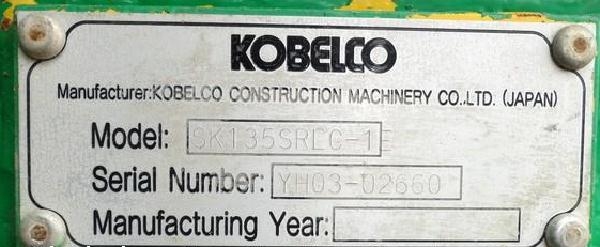 KOBELCO
Manufacturer:KOBELCO CONSTRUCTION MACHINERY CO.,LTD. (JAPAN)
Model: SK135SRLC-1E
Serial Number: YH03-02660
Manufacturing Year: